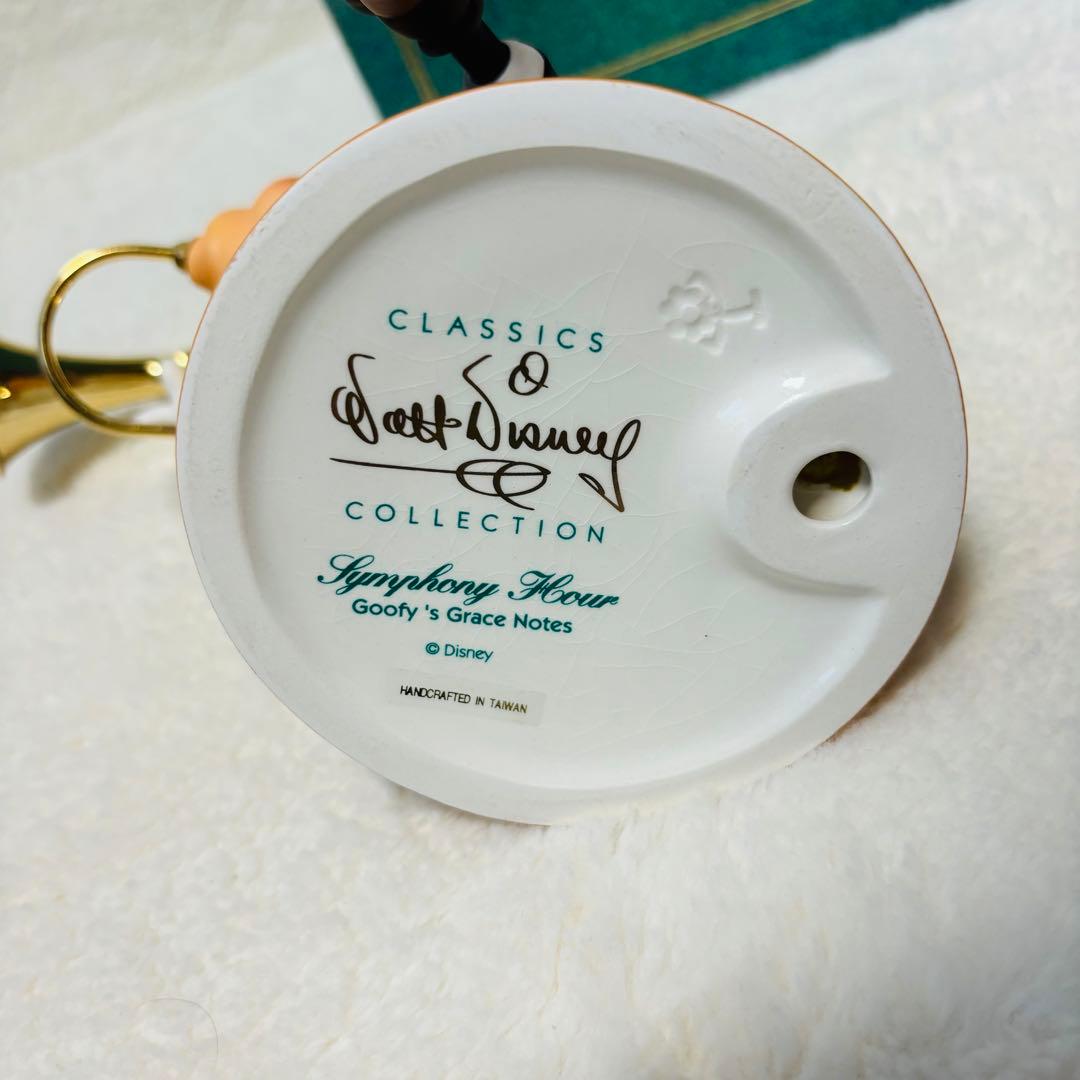 CLASSICS
Walt Disney
COLLECTION
Symphony Hour
Goofy 's Grace Notes
© Disney
HANDCRAFTED IN TAIWAN